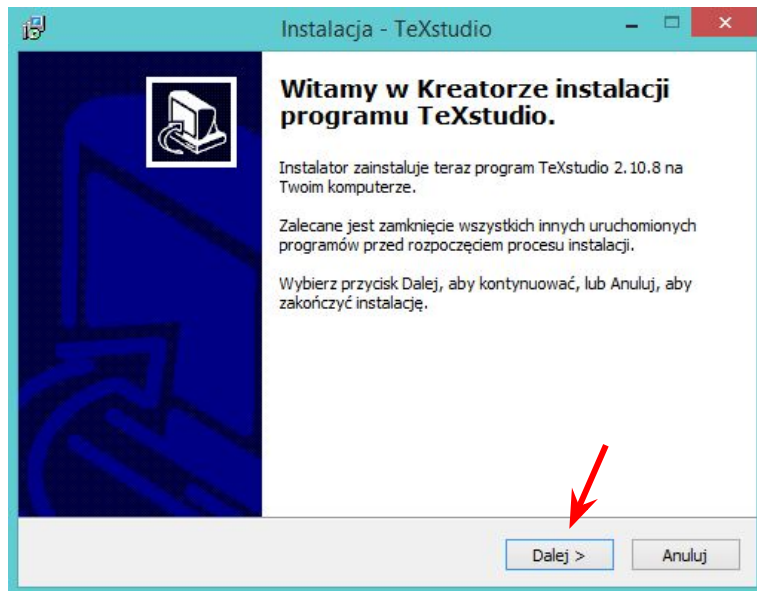 Instalacja - TeXstudio
Witamy w Kreatorze instalacji
programu TeXstudio.
Instalator zainstaluje teraz program TeXstudio 2.10.8 na
Twoim komputerze.
Zalecane jest zamknięcie wszystkich innych uruchomionych
programów przed rozpoczęciem procesu instalacji.
Wybierz przycisk Dalej, aby kontynuować, lub Anuluj, aby
zakończyć instalację.
Dalej >
Anuluj